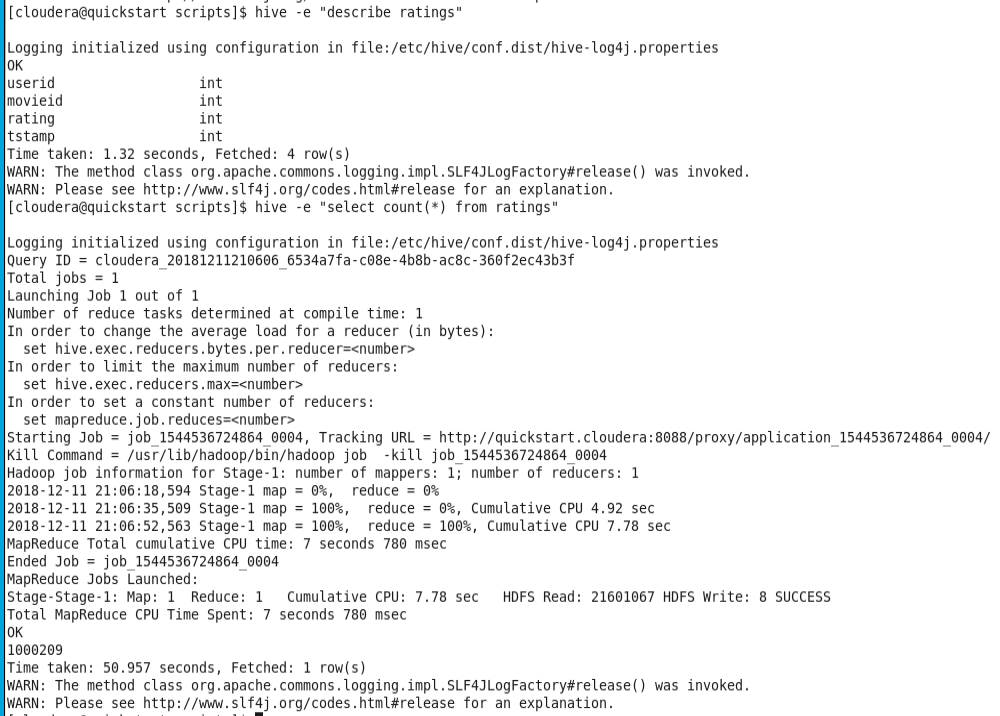 [cloudera@quickstart scripts]$ hive -e "describe ratings"

Logging initialized using configuration in file:/etc/hive/conf.dist/hive-log4j.properties
OK
userid                  int
movieid                 int
rating                  int
tstamp                  int
Time taken: 1.32 seconds, Fetched: 4 row(s)
WARN: The method class org.apache.commons.logging.impl.SLF4JLogFactory#release() was invoked.
WARN: Please see http://www.slf4j.org/codes.html#release for an explanation.
[cloudera@quickstart scripts]$ hive -e "select count(*) from ratings"

Logging initialized using configuration in file:/etc/hive/conf.dist/hive-log4j.properties
Query ID = cloudera_20181211210606_6534a7fa-c08e-4b8b-ac8c-360f2ec43b3f
Total jobs = 1
Launching Job 1 out of 1
Number of reduce tasks determined at compile time: 1
In order to change the average load for a reducer (in bytes):
  set hive.exec.reducers.bytes.per.reducer=<number>
In order to limit the maximum number of reducers:
  set hive.exec.reducers.max=<number>
In order to set a constant number of reducers:
  set mapreduce.job.reduces=<number>
Starting Job = job_1544536724864_0004, Tracking URL = http://quickstart.cloudera:8088/proxy/application_1544536724864_0004/
Kill Command = /usr/lib/hadoop/bin/hadoop job  -kill job_1544536724864_0004
Hadoop job information for Stage-1: number of mappers: 1; number of reducers: 1
2018-12-11 21:06:18,594 Stage-1 map = 0%,  reduce = 0%
2018-12-11 21:06:35,509 Stage-1 map = 100%,  reduce = 0%, Cumulative CPU 4.92 sec
2018-12-11 21:06:52,563 Stage-1 map = 100%,  reduce = 100%, Cumulative CPU 7.78 sec
MapReduce Total cumulative CPU time: 7 seconds 780 msec
Ended Job = job_1544536724864_0004
MapReduce Jobs Launched:
Stage-Stage-1: Map: 1  Reduce: 1   Cumulative CPU: 7.78 sec   HDFS Read: 21601067 HDFS Write: 8 SUCCESS
Total MapReduce CPU Time Spent: 7 seconds 780 msec
OK
1000209
Time taken: 50.957 seconds, Fetched: 1 row(s)
WARN: The method class org.apache.commons.logging.impl.SLF4JLogFactory#release() was invoked.
WARN: Please see http://www.slf4j.org/codes.html#release for an explanation.